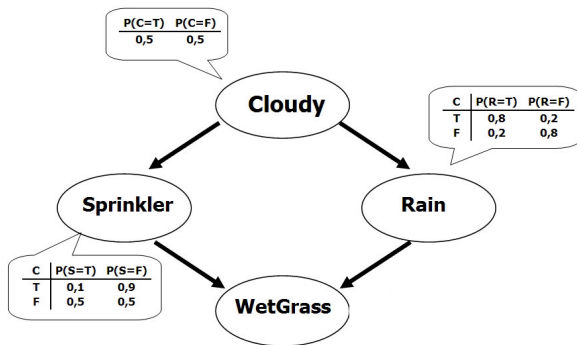 P(C=T) P(C=F)
0,5 0,5
Cloudy
C P(R=T) P(R=F)
T 0,8 0,2
F 0,2 0,8
Sprinkler
Rain
C P(S=T) P(S=F)
T 0,1 0,9
F 0,5 0,5
WetGrass